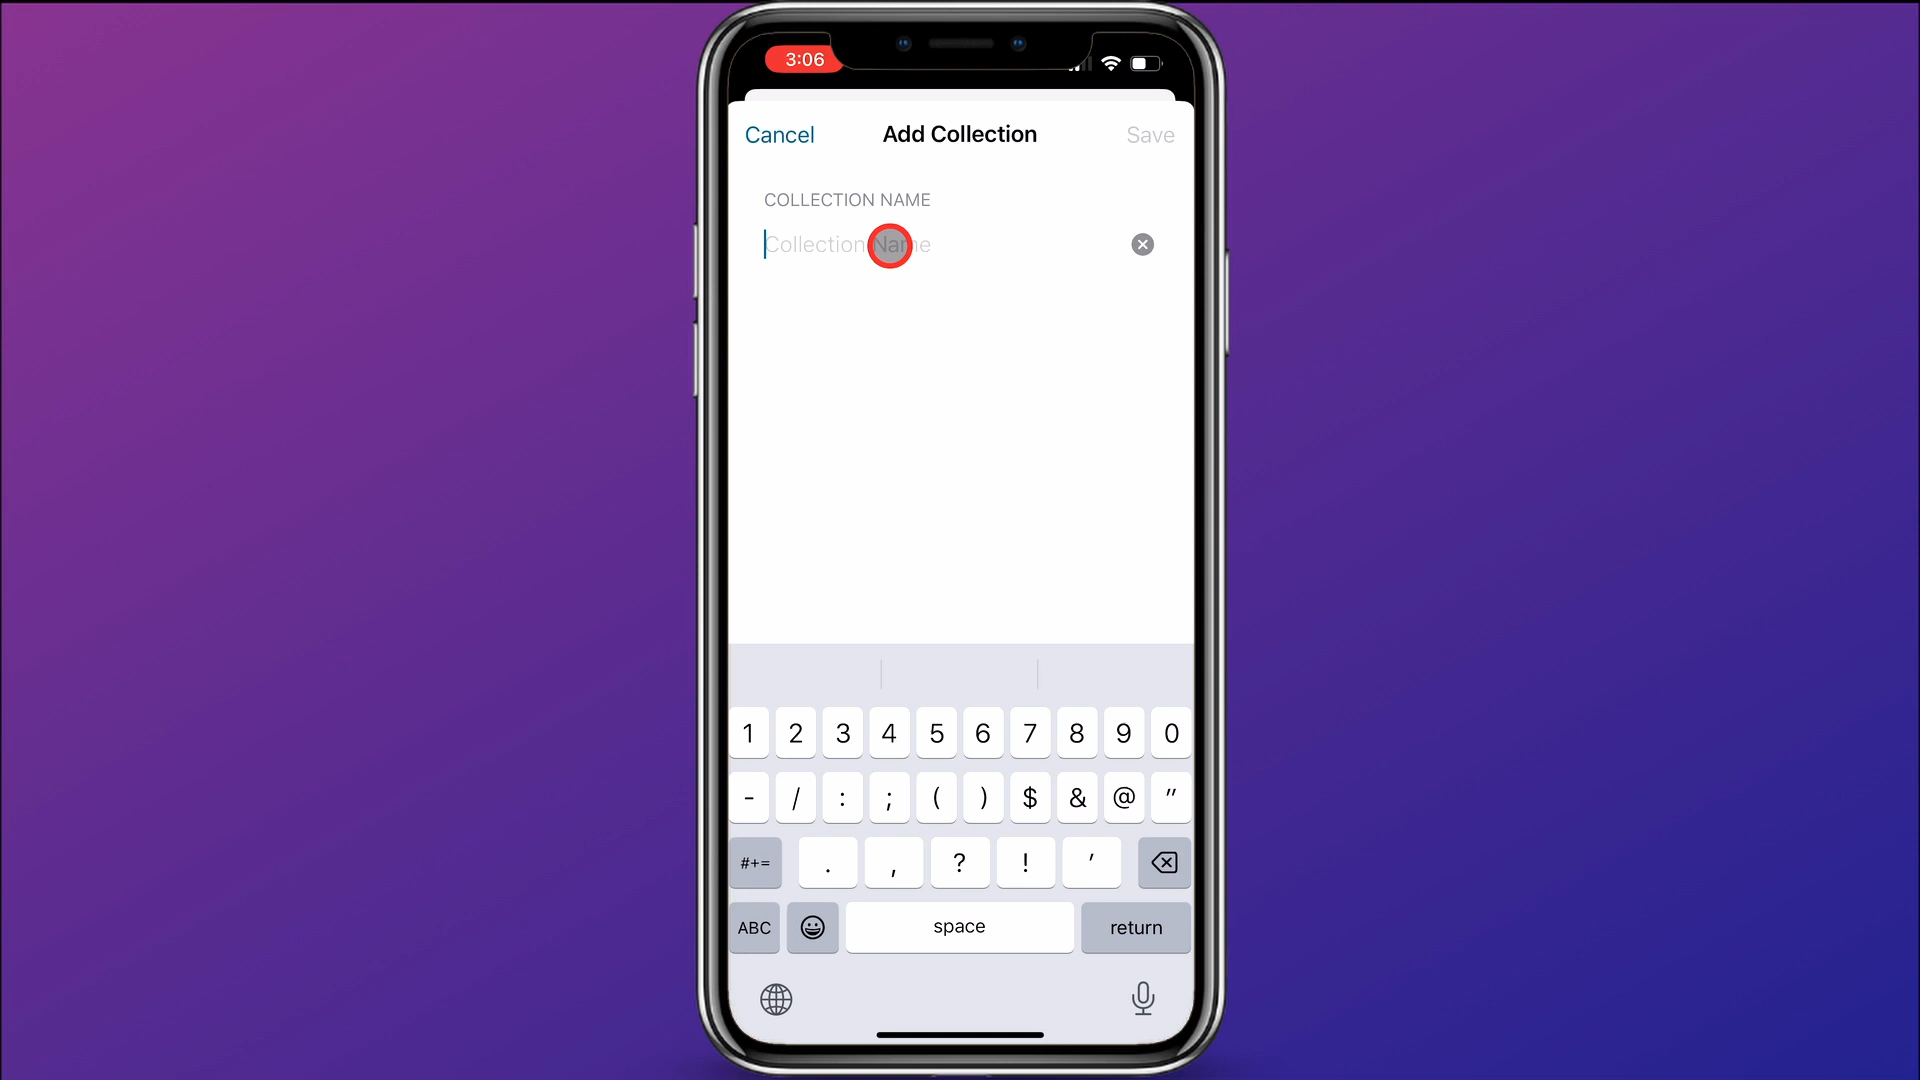 3:06
Cancel Add Collection Save
COLLECTION NAME
Collection Name
1 2 3 4 5 6 7 8 9 0
- / : ; ( ) $ & @ "
#+= . , ? ! '
ABC space return